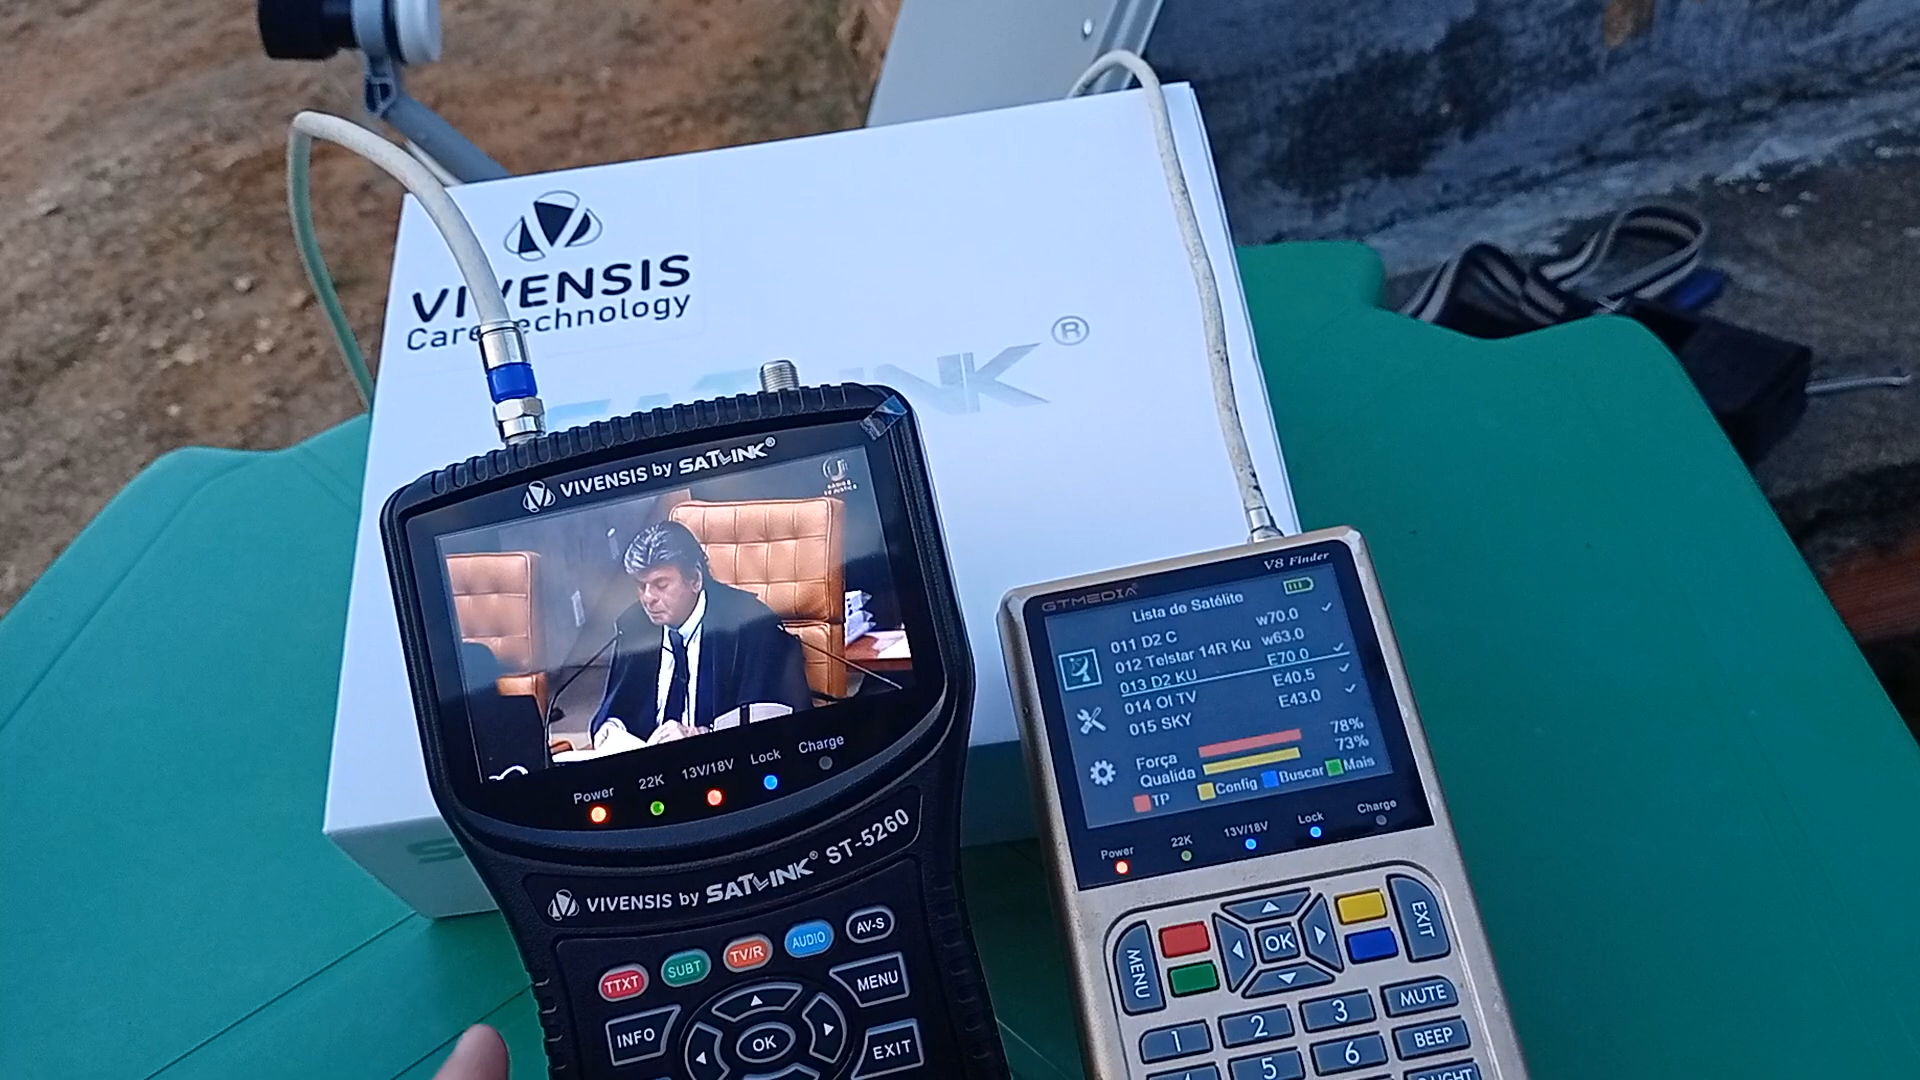 VIVENSIS
Care Technology
SATLINK®
VIVENSIS by SATLINK®
TV JUSTIÇA
Power
22K
13V/18V
Lock
Charge
VIVENSIS by SATLINK® ST-5260
TTXT
SUBT
TV/R
AUDIO
AV-S
INFO
MENU
OK
EXIT
GTMEDIA®
V8 Finder
Lista de Satélite
011 D2 C w70.0
012 Telstar 14R Ku w63.0
013 D2 KU E70.0
014 OI TV E40.5
015 SKY E43.0
Força 78%
Qualida 73%
TP Config Buscar Mais
Power
22K
13V/18V
Lock
Charge
MENU
OK
EXIT
1
2
3
MUTE
5
6
BEEP